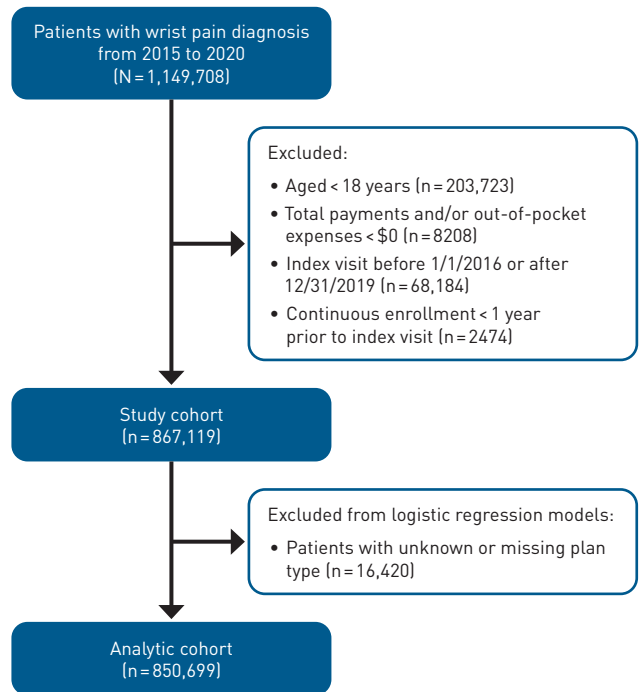 Patients with wrist pain diagnosis
from 2015 to 2020
(N = 1,149,708)
Excluded:
• Aged < 18 years (n = 203,723)
• Total payments and/or out-of-pocket
expenses < $0 (n = 8208)
• Index visit before 1/1/2016 or after
12/31/2019 (n = 68,184)
• Continuous enrollment < 1 year
prior to index visit (n = 2474)
Study cohort
(n = 867,119)
Excluded from logistic regression models:
• Patients with unknown or missing plan
type (n = 16,420)
Analytic cohort
(n = 850,699)